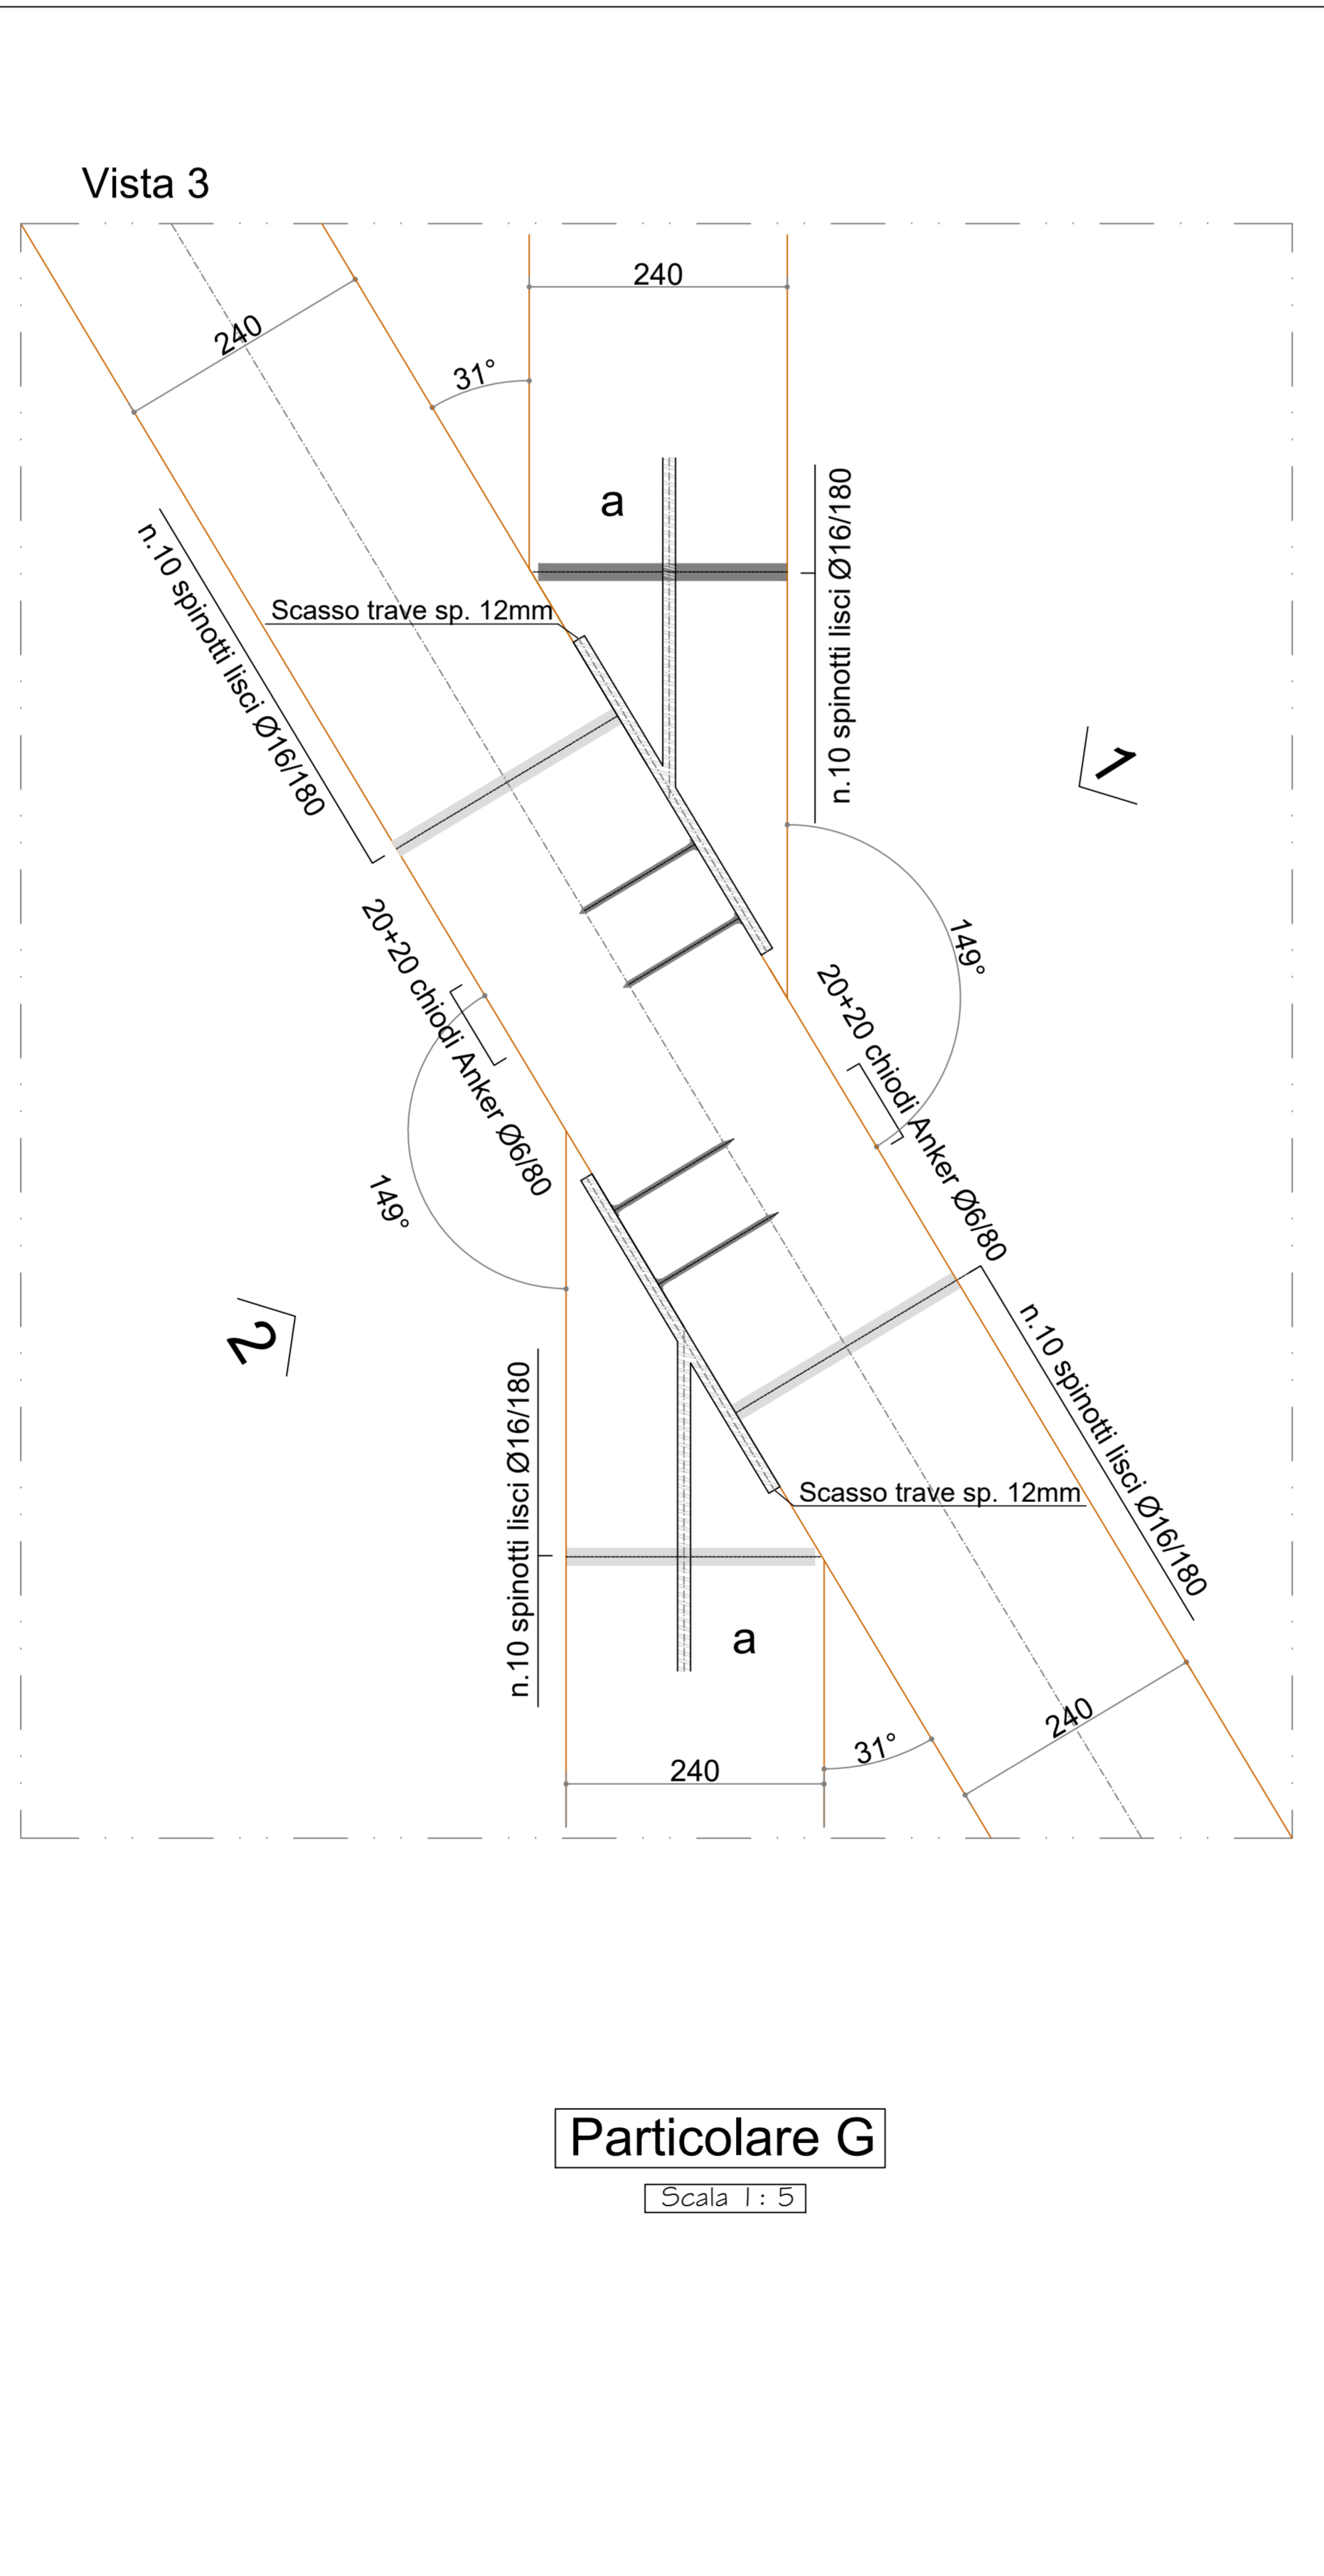 Vista 3
240
240
31°
a
n.10 spinotti lisci Ø16/180
n.10 spinotti lisci Ø16/180
Scasso trave sp. 12mm
1
149°
20+20 chiodi Anker Ø6/80
20+20 chiodi Anker Ø6/80
149°
2
n.10 spinotti lisci Ø16/180
n.10 spinotti lisci Ø16/180
Scasso trave sp. 12mm
a
240
31°
240
Particolare G
Scala 1: 5